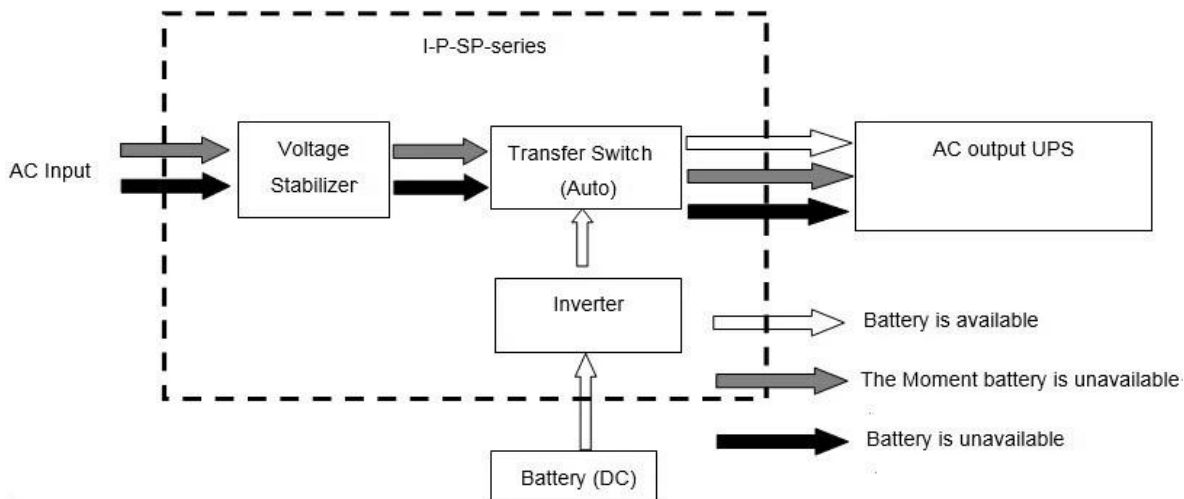 I-P-SP-series
AC Input
Voltage
Stabilizer
Transfer Switch
(Auto)
AC output UPS
Inverter
Battery (DC)
Battery is available
The Moment battery is unavailable
Battery is unavailable